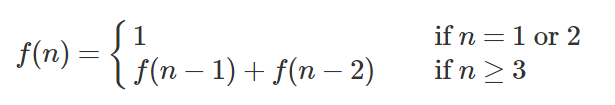 f(n) = { 1 if n = 1 or 2
f(n − 1) + f(n − 2) if n ≥ 3